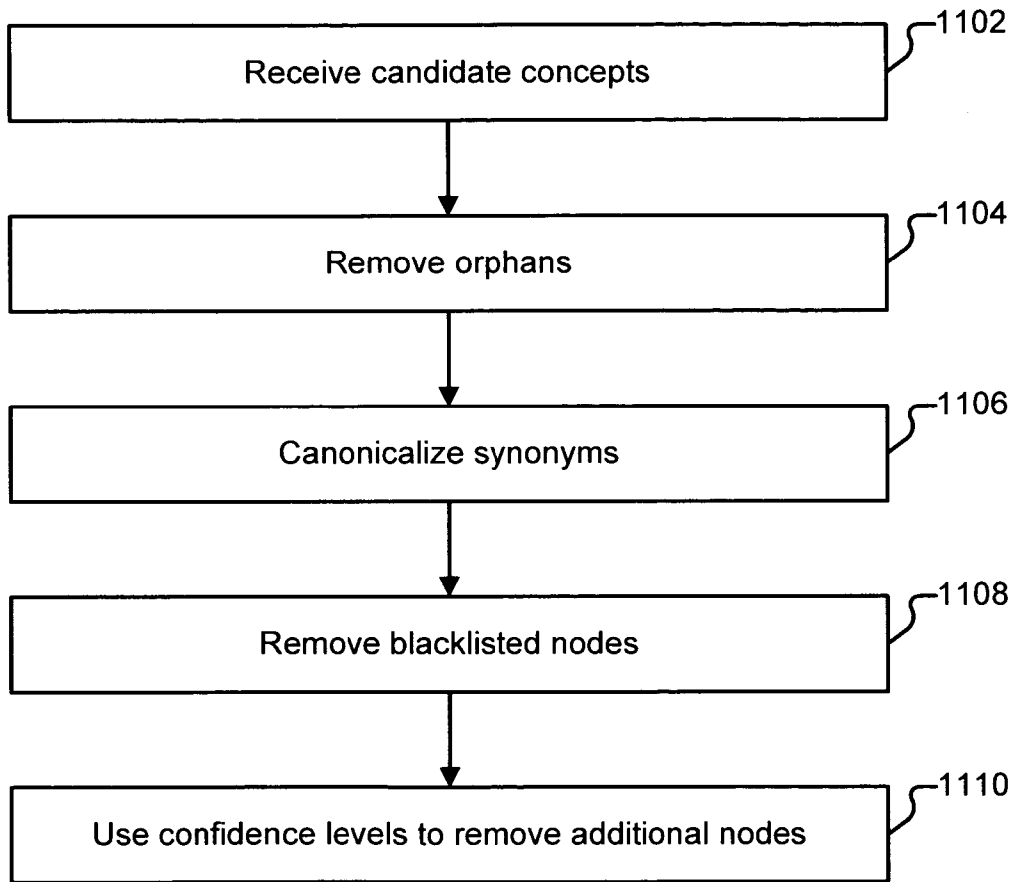 1102
Receive candidate concepts
1104
Remove orphans
1106
Canonicalize synonyms
1108
Remove blacklisted nodes
1110
Use confidence levels to remove additional nodes